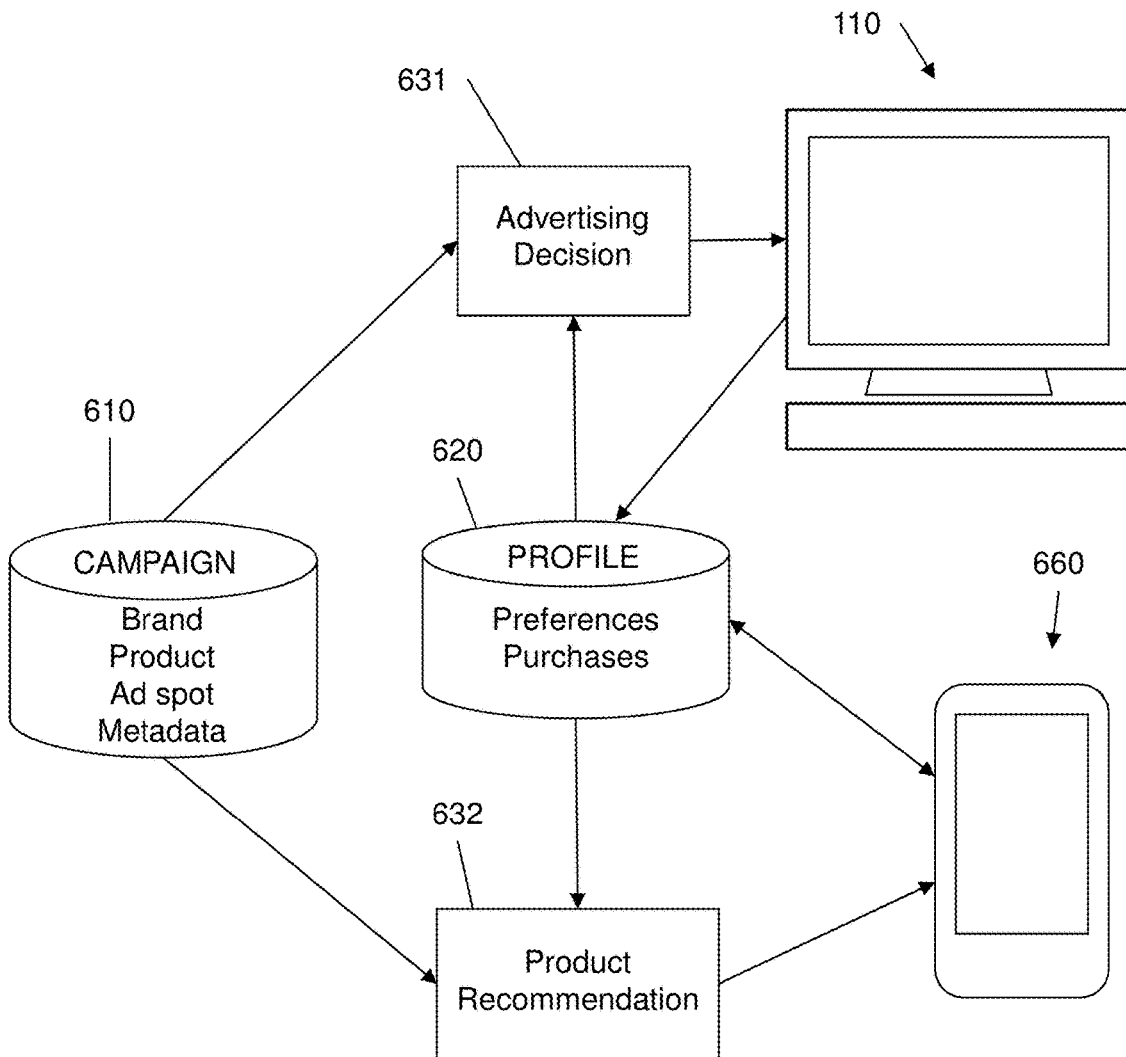 110
631
Advertising
Decision
610
620
CAMPAIGN
Brand
Product
Ad spot
Metadata
PROFILE
Preferences
Purchases
660
632
Product
Recommendation